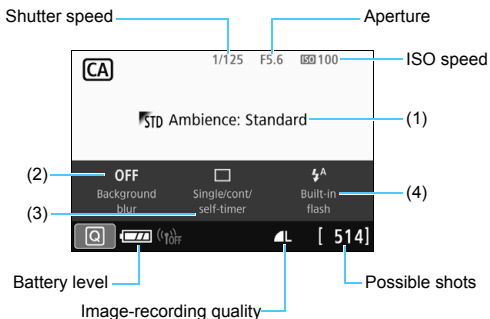 Shutter speed
Aperture
1/125 F5.6 ISO 100
ISO speed
CA
STD Ambience: Standard
(1)
(2)
OFF
A
Background blur
Single/cont/ self-timer
Built-in flash
(3)
(4)
Q
OFF
L
[ 514]
Battery level
Possible shots
Image-recording quality